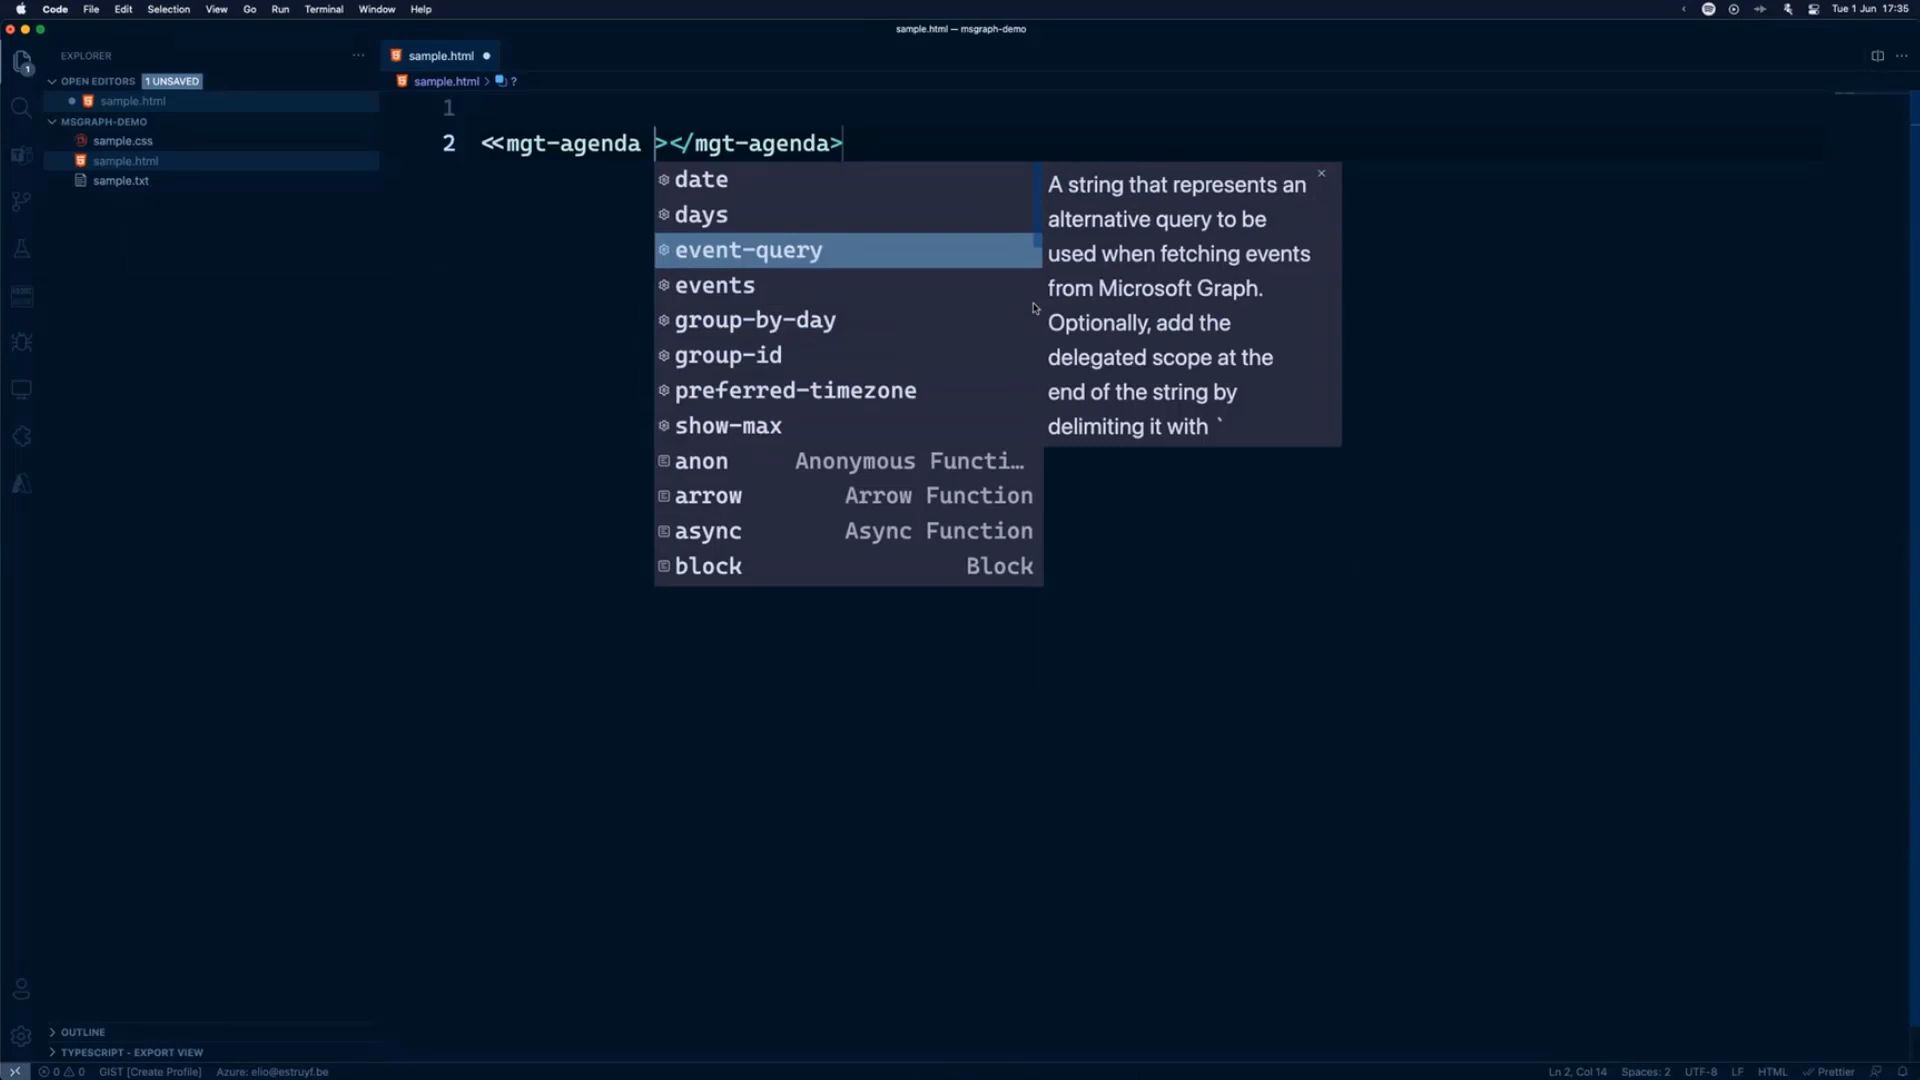 Code File Edit Selection View Go Run Terminal Window Help Tue 1 Jun 17:35
sample.html — msgraph-demo
EXPLORER
sample.html
OPEN EDITORS 1 UNSAVED
sample.html > ?
sample.html
MSGRAPH-DEMO
sample.css
sample.html
sample.txt
1
2 <<mgt-agenda ></mgt-agenda>
date
days
event-query
events
group-by-day
group-id
preferred-timezone
show-max
anon Anonymous Functi…
arrow Arrow Function
async Async Function
block Block
A string that represents an
alternative query to be
used when fetching events
from Microsoft Graph.
Optionally, add the
delegated scope at the
end of the string by
delimiting it with `
OUTLINE
TYPESCRIPT - EXPORT VIEW
0 0 GIST [Create Profile] Azure: elio@estruyf.be Ln 2, Col 14 Spaces: 2 UTF-8 LF HTML Prettier